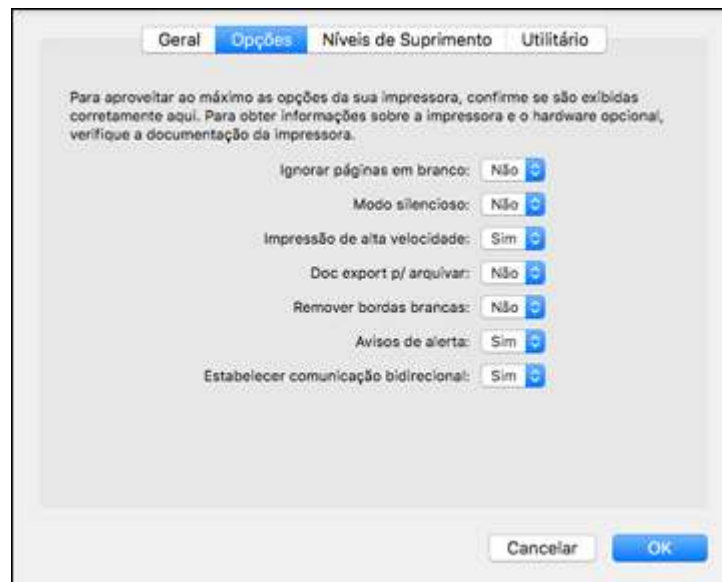 Geral Opções Níveis de Suprimento Utilitário
Para aproveitar ao máximo as opções da sua impressora, confirme se são exibidas
corretamente aqui. Para obter informações sobre a impressora e o hardware opcional,
verifique a documentação da impressora.
Ignorar páginas em branco: Não
Modo silencioso: Não
Impressão de alta velocidade: Sim
Doc export p/ arquivar: Não
Remover bordas brancas: Não
Avisos de alerta: Sim
Estabelecer comunicação bidirecional: Sim
Cancelar OK